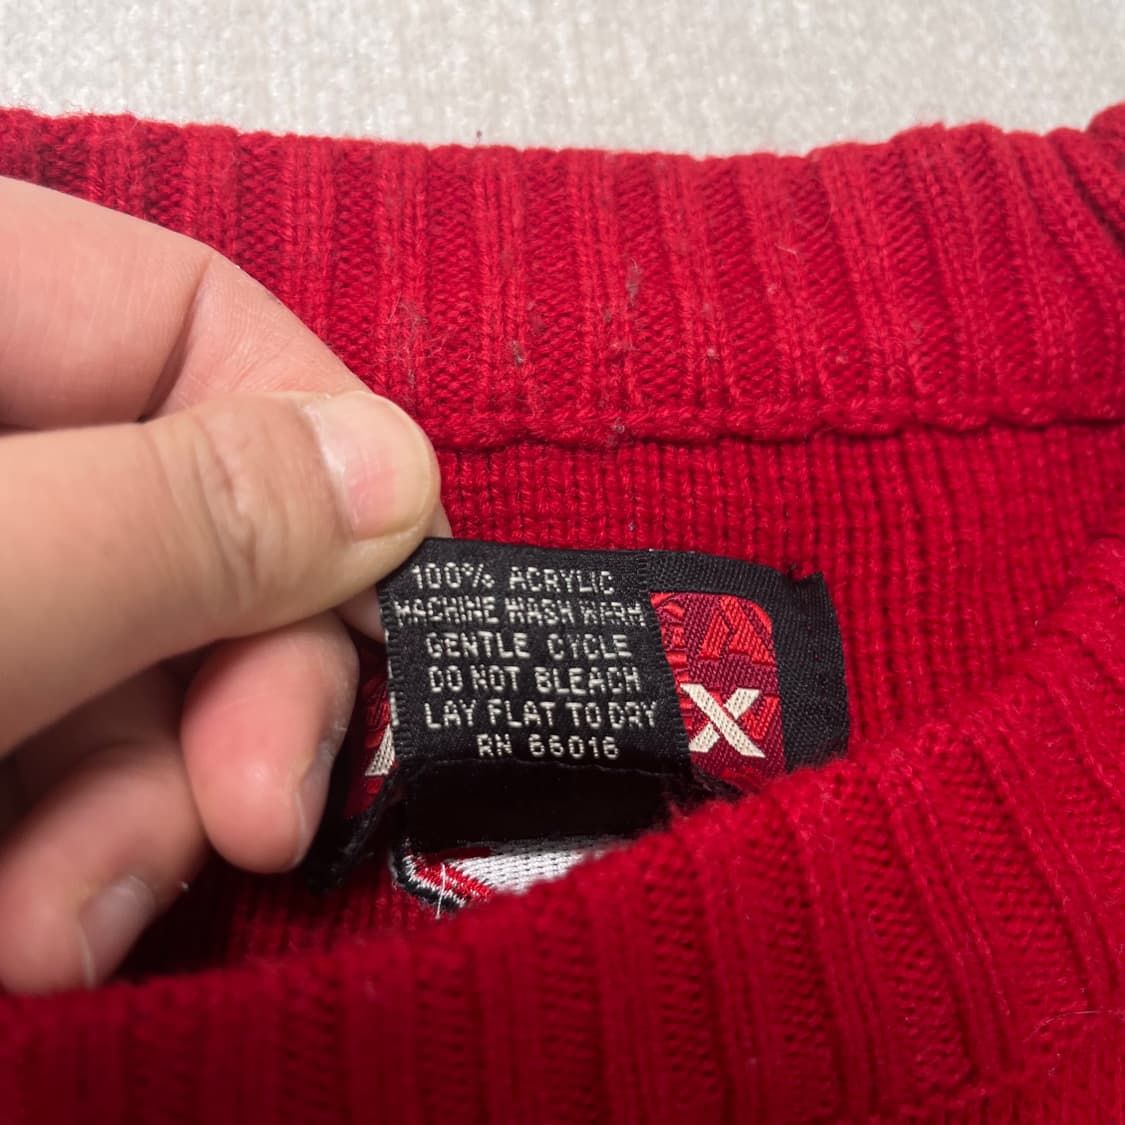 100% ACRYLIC
MACHINE WASH WARM
GENTLE CYCLE
DO NOT BLEACH
LAY FLAT TO DRY
RN 66016
X